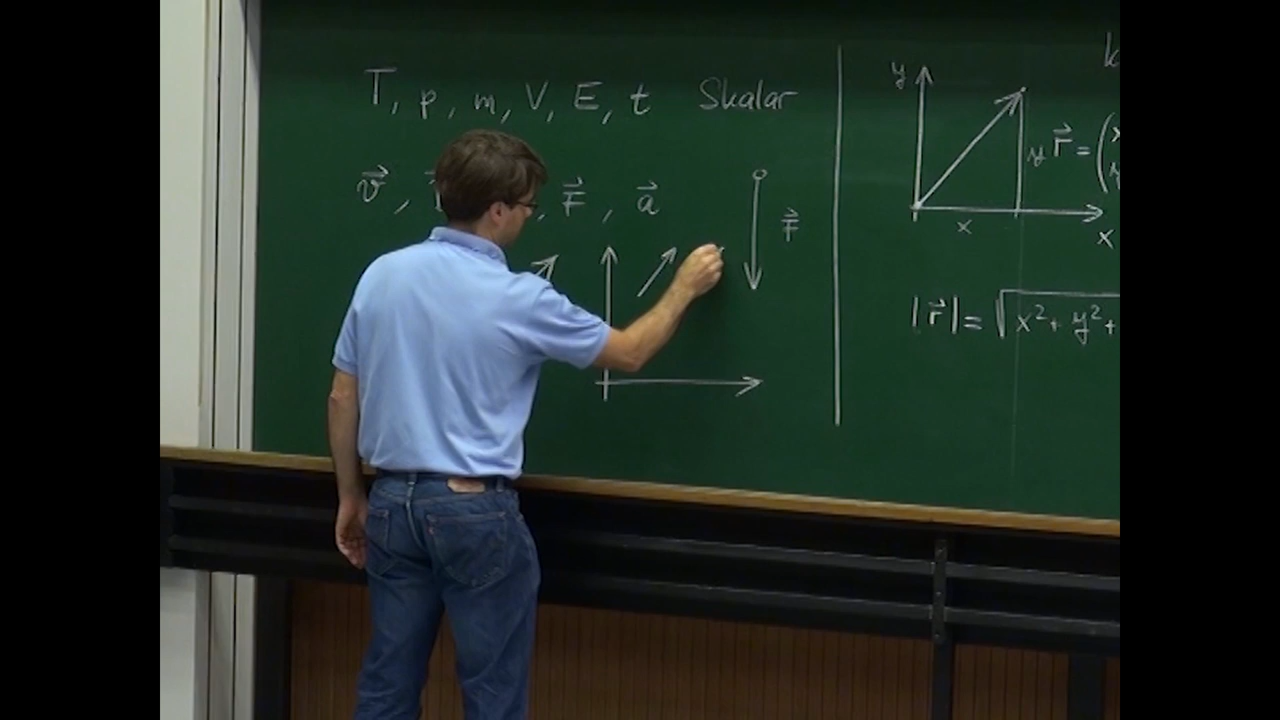 T, p, m, V, E, t Skalar
v⃗, , F⃗, a⃗
F⃗
y
y r⃗ = (x
x
x
|r⃗| = √x² + y² +